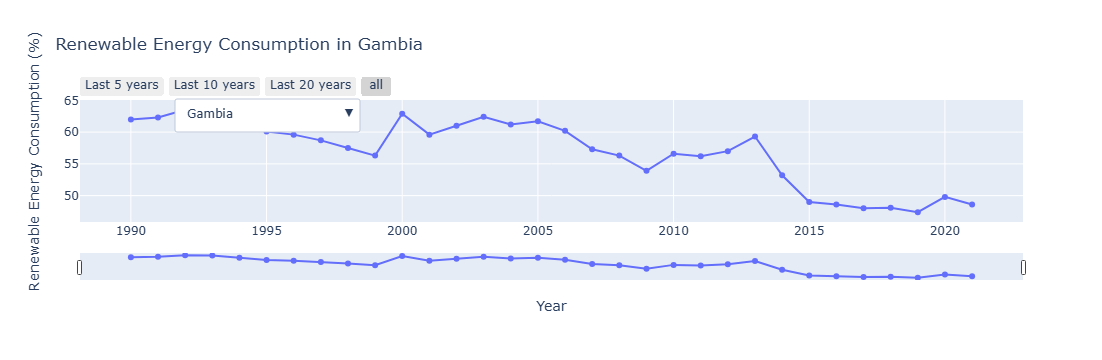 Renewable Energy Consumption in Gambia
Last 5 years
Last 10 years
Last 20 years
all
Gambia ▼
Renewable Energy Consumption (%)
65
60
55
50
1990
1995
2000
2005
2010
2015
2020
Year